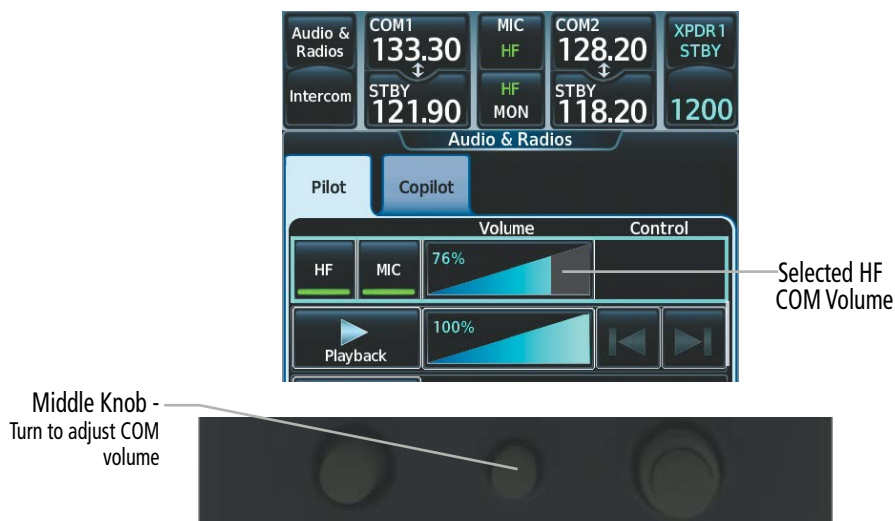 Audio &
Radios
COM1
133.30
MIC
HF
COM2
128.20
XPDR1
STBY
Intercom
STBY
121.90
HF
MON
STBY
118.20
1200
Audio & Radios
Pilot
Copilot
Volume
Control
HF
MIC
76%
Selected HF
COM Volume
Playback
100%
Middle Knob -
Turn to adjust COM
volume